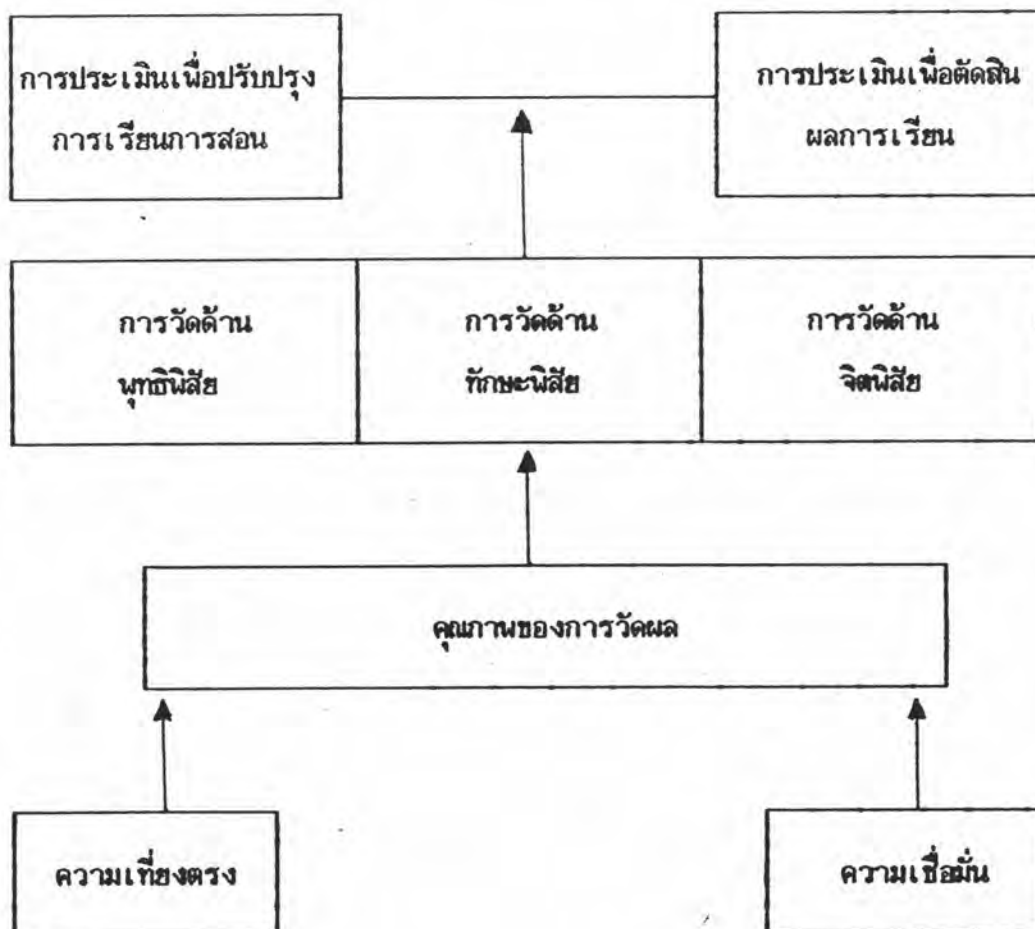 การประเมินเพื่อปรับปรุง
การเรียนการสอน
การประเมินเพื่อตัดสิน
ผลการเรียน
การวัดด้าน
พุทธิพิสัย
การวัดด้าน
ทักษะพิสัย
การวัดด้าน
จิตพิสัย
คุณภาพของการวัดผล
ความเที่ยงตรง
ความเชื่อมั่น